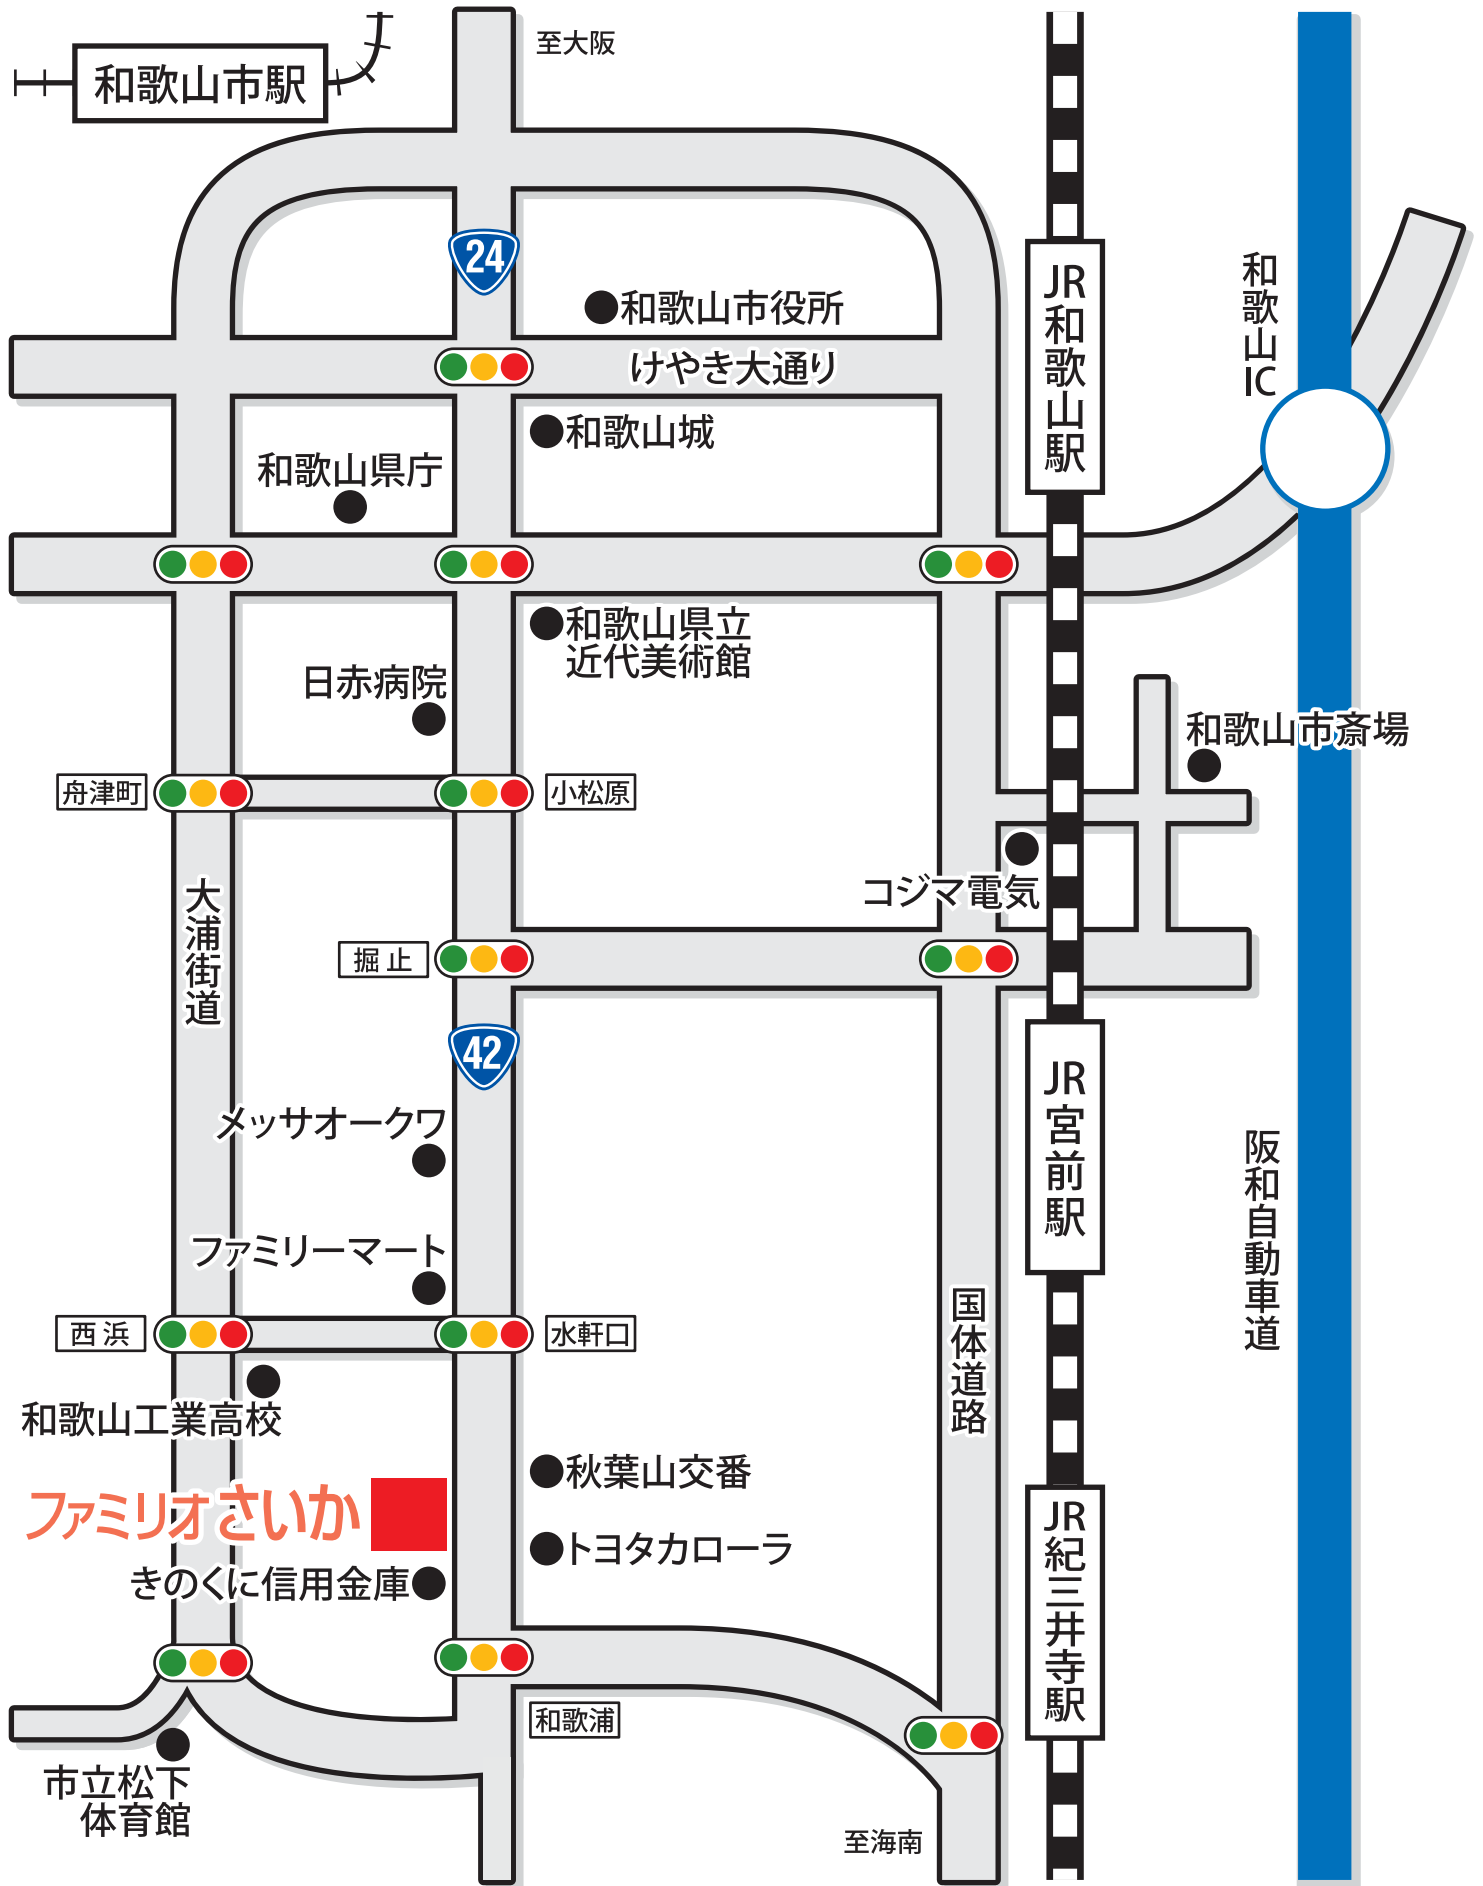 至大阪
和歌山市駅
24
和歌山市役所
けやき大通り
JR和歌山駅
和歌山IC
和歌山城
和歌山県庁
和歌山県立
近代美術館
日赤病院
和歌山市斎場
舟津町
小松原
コジマ電気
大浦街道
掘止
42
JR宮前駅
メッサオークワ
阪和自動車道
ファミリーマート
国体道路
西浜
水軒口
和歌山工業高校
秋葉山交番
ファミリオさいか
JR紀三井寺駅
トヨタカローラ
きのくに信用金庫
和歌浦
市立松下
体育館
至海南